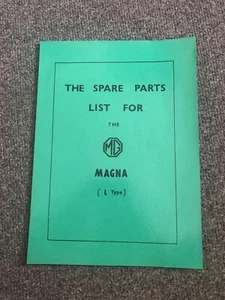 THE SPARE PARTS
LIST FOR
THE
MG
MAGNA
( L Type )